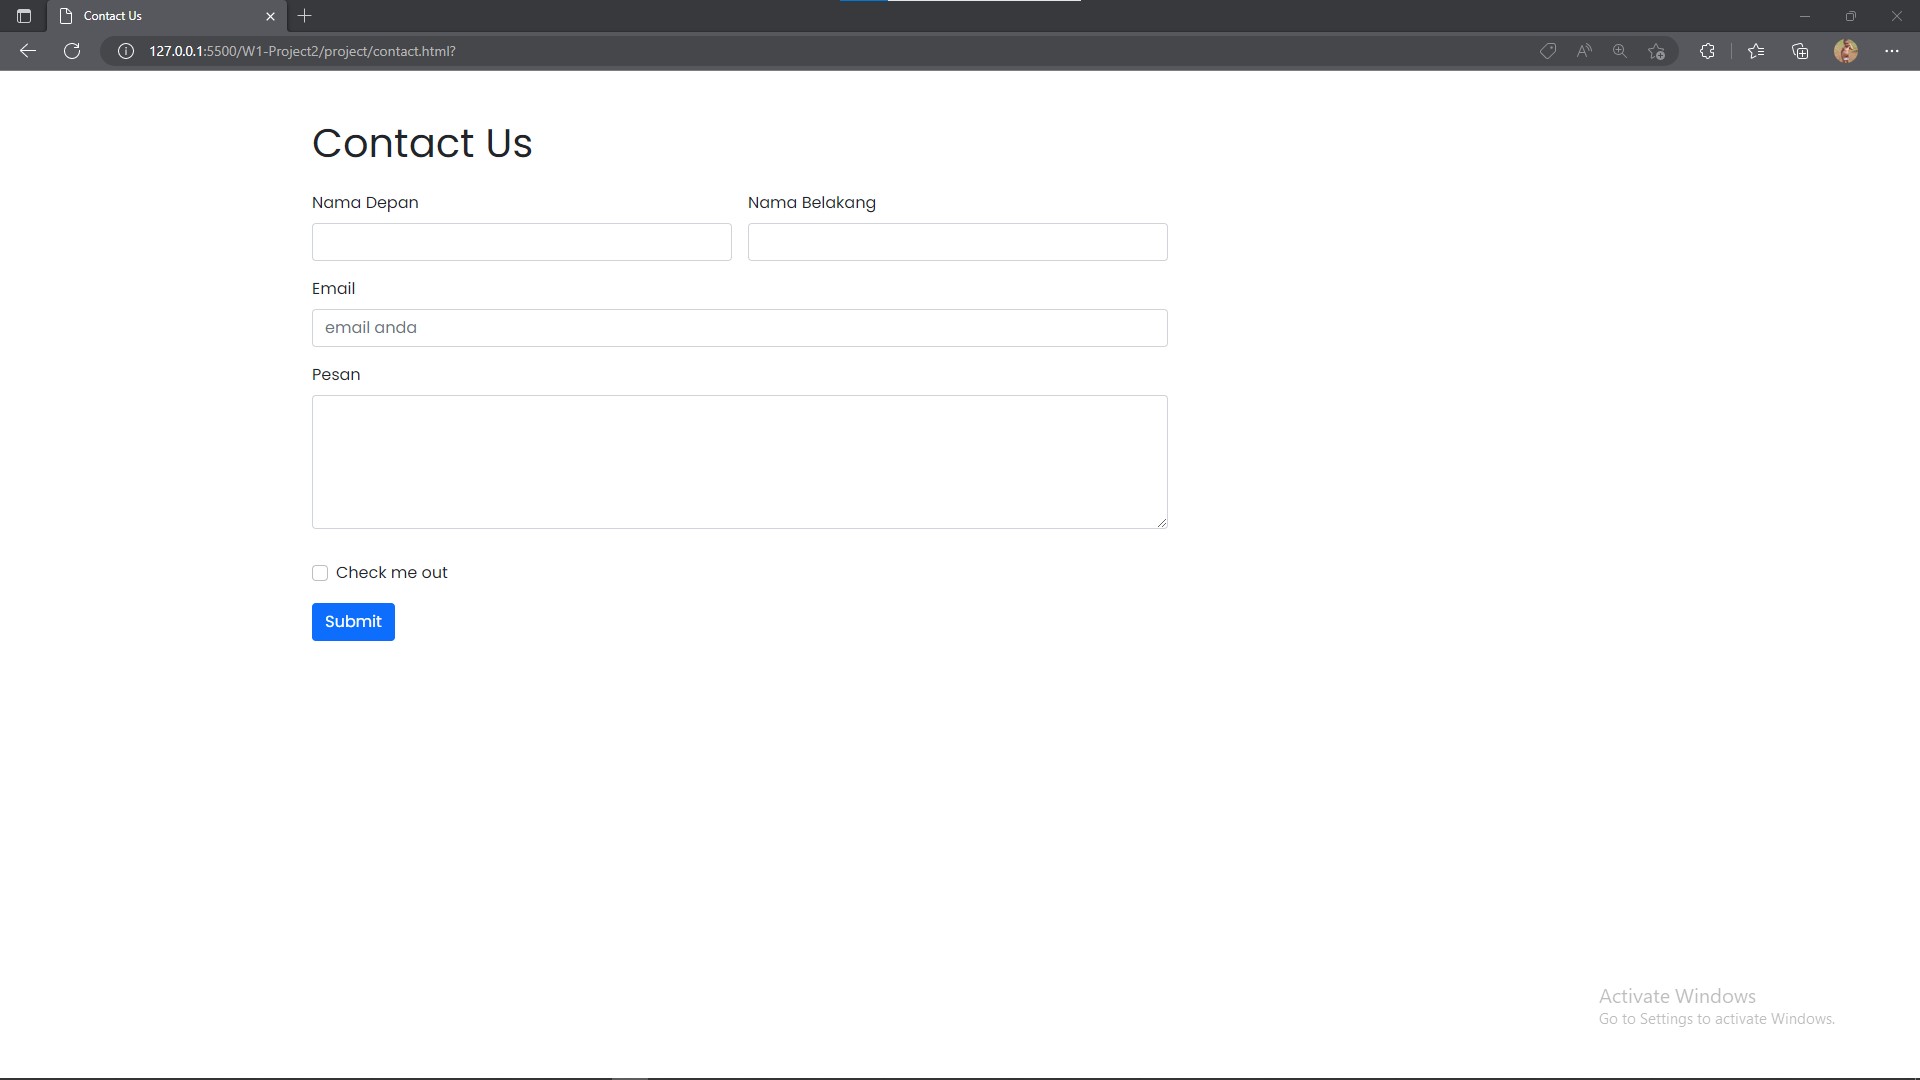 Contact Us
127.0.0.1:5500/W1-Project2/project/contact.html?
Contact Us
Nama Depan
Nama Belakang
Email
email anda
Pesan
Check me out
Submit
Activate Windows
Go to Settings to activate Windows.